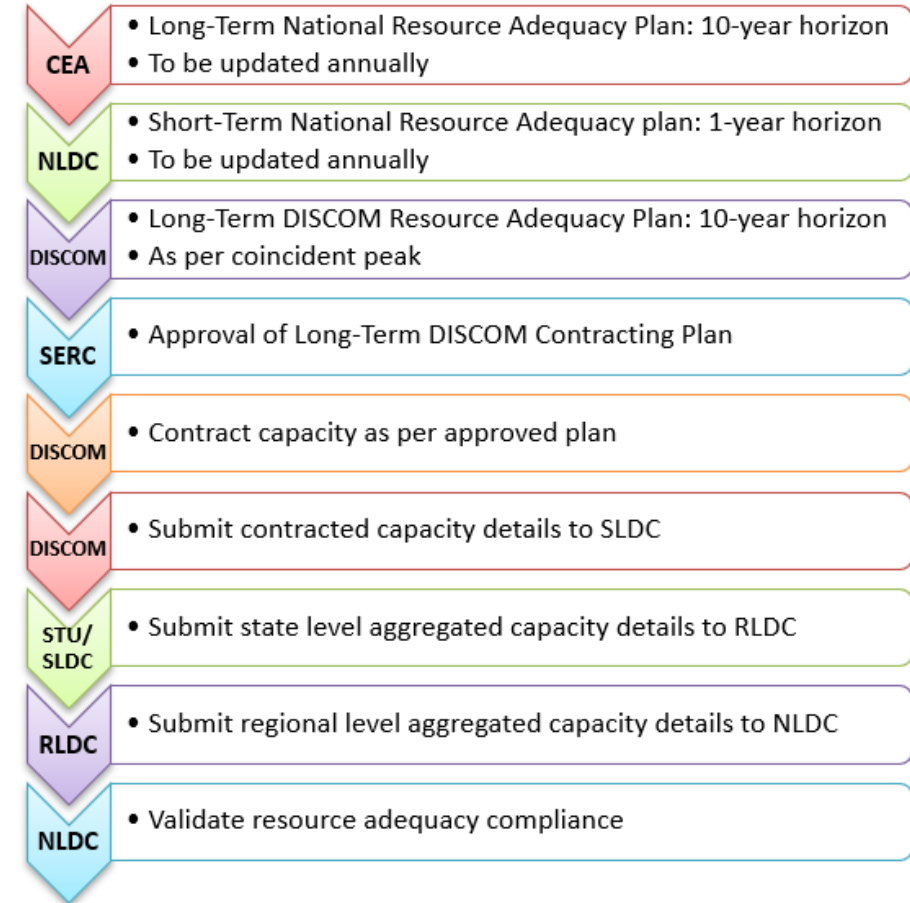 CEA
• Long-Term National Resource Adequacy Plan: 10-year horizon
• To be updated annually
NLDC
• Short-Term National Resource Adequacy plan: 1-year horizon
• To be updated annually
DISCOM
• Long-Term DISCOM Resource Adequacy Plan: 10-year horizon
• As per coincident peak
SERC
• Approval of Long-Term DISCOM Contracting Plan
DISCOM
• Contract capacity as per approved plan
DISCOM
• Submit contracted capacity details to SLDC
STU/
SLDC
• Submit state level aggregated capacity details to RLDC
RLDC
• Submit regional level aggregated capacity details to NLDC
NLDC
• Validate resource adequacy compliance